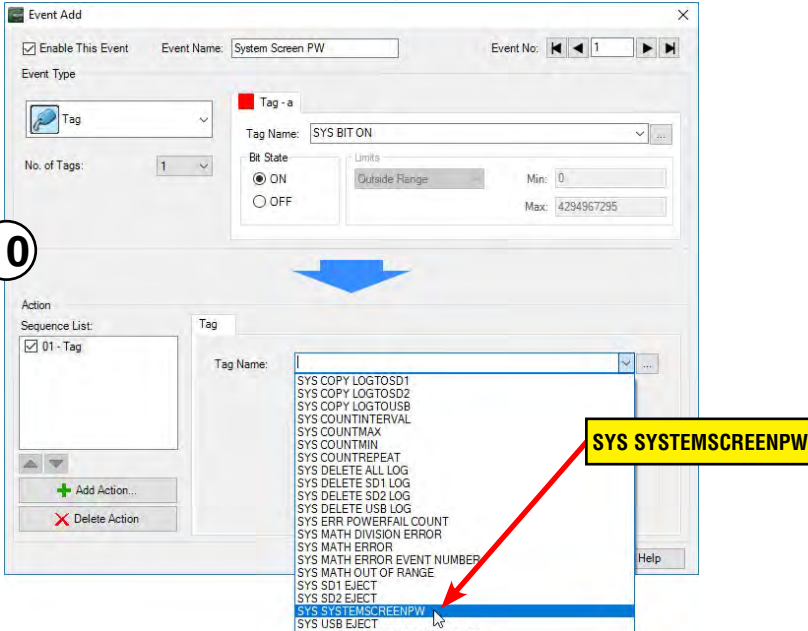 Event Add
Enable This Event Event Name: System Screen PW Event No: 1
Event Type
Tag
No. of Tags: 1
Tag - a
Tag Name: SYS BIT ON ...
Bit State
ON
OFF
Limits
Outside Range
Min: 0
Max: 4294967295
0
Action
Sequence List:
01 - Tag
Add Action...
Delete Action
Tag
Tag Name: ...
SYS COPY LOGTOSD1
SYS COPY LOGTOSD2
SYS COPY LOGTOUSB
SYS COUNTINTERVAL
SYS COUNTMAX
SYS COUNTMIN
SYS COUNTREPEAT
SYS DELETE ALL LOG
SYS DELETE SD1 LOG
SYS DELETE SD2 LOG
SYS DELETE USB LOG
SYS ERR POWERFAIL COUNT
SYS MATH DIVISION ERROR
SYS MATH ERROR
SYS MATH ERROR EVENT NUMBER
SYS MATH OUT OF RANGE
SYS SD1 EJECT
SYS SD2 EJECT
SYS SYSTEMSCREENPW
SYS USB EJECT
SYS SYSTEMSCREENPW
Help